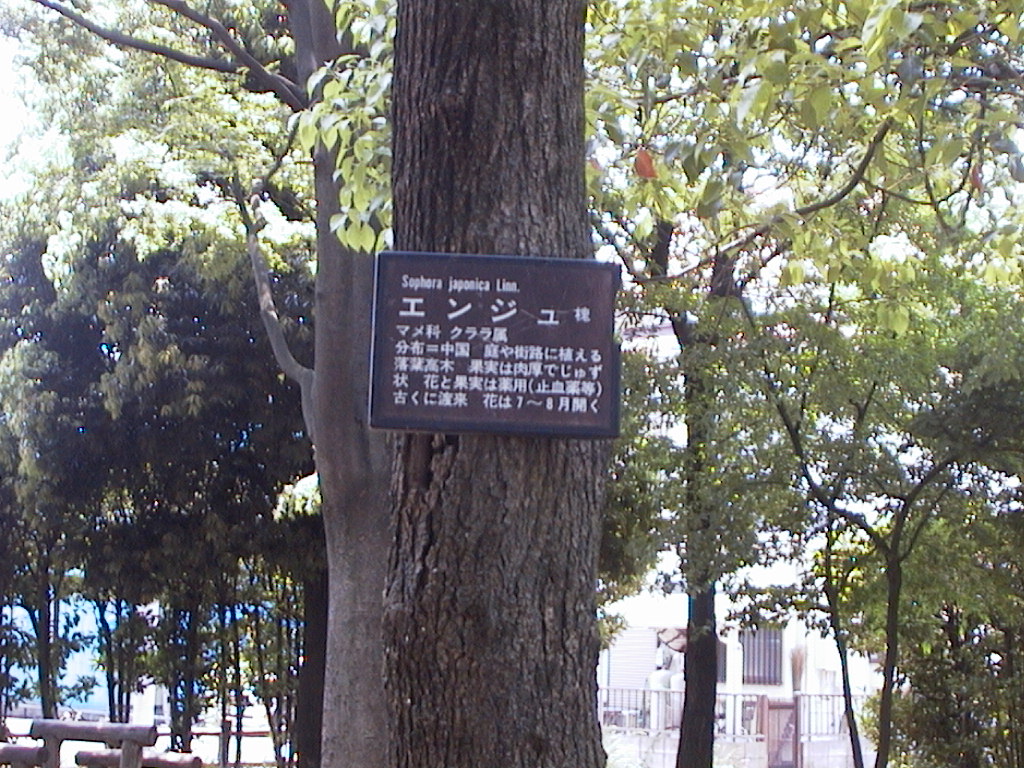 Sophora japonica Linn.
エンジュ 槐
マメ科 クララ属
分布=中国 庭や街路に植える
落葉高木 果実は肉厚でじゅず
状 花と果実は薬用(止血薬等)
古くに渡来 花は7〜8月開く